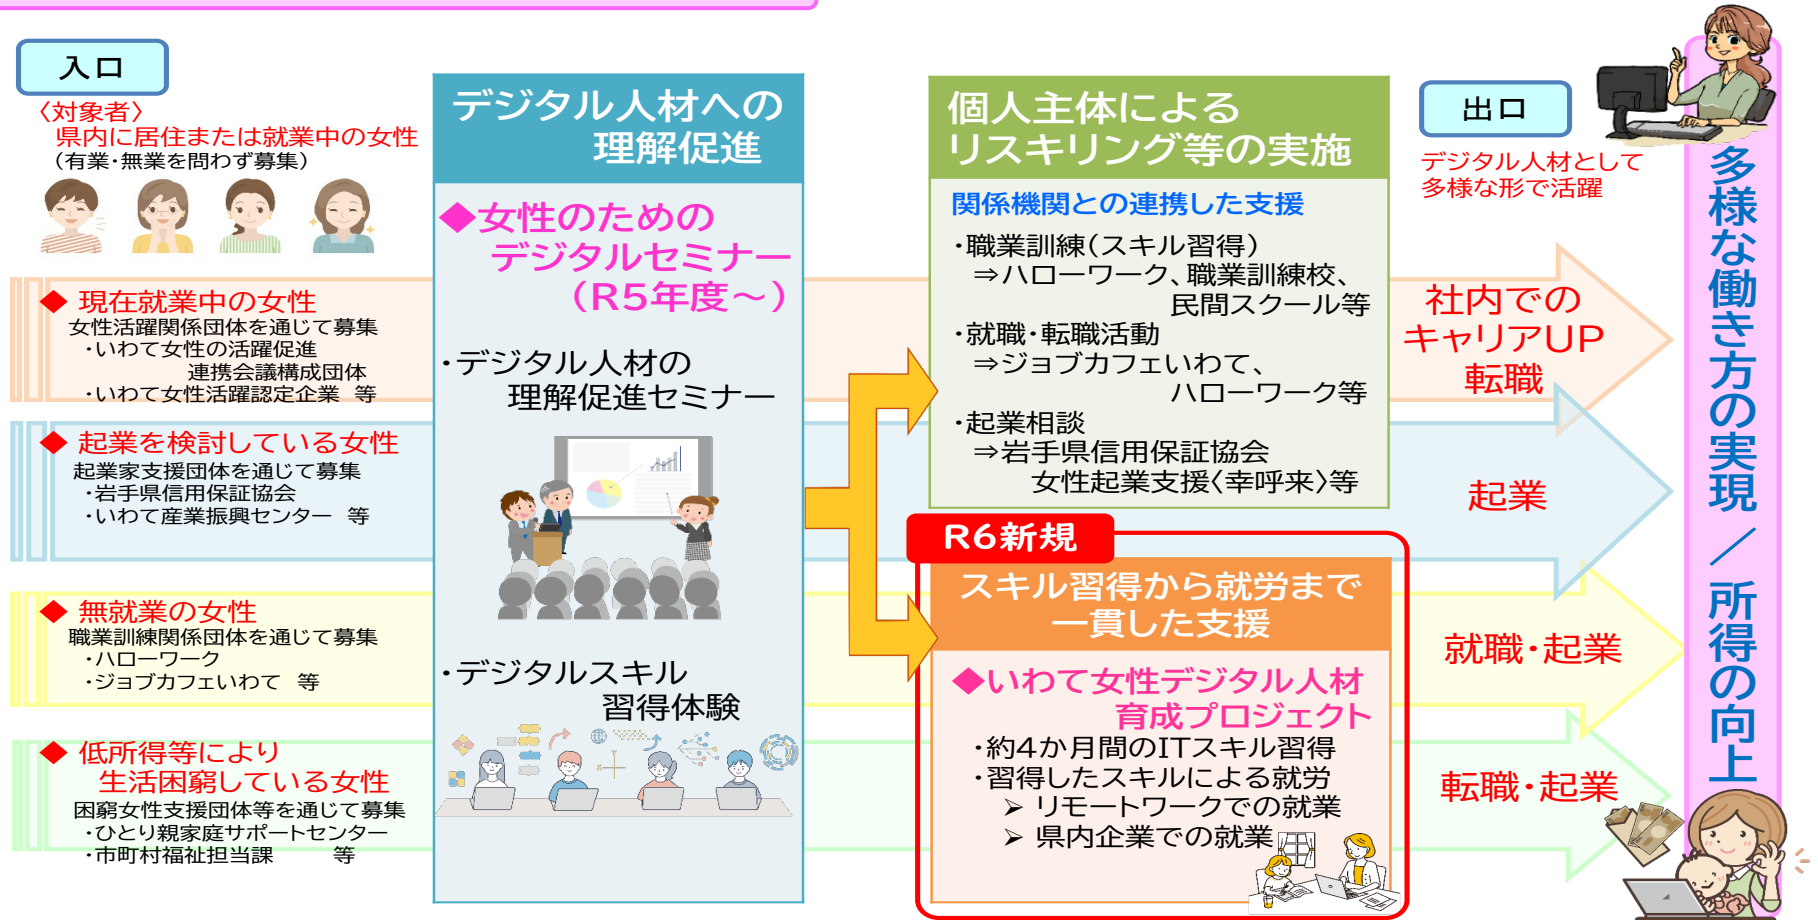 入口
〈対象者〉
県内に居住または就業中の女性
(有業・無業を問わず募集)
◆ 現在就業中の女性
女性活躍関係団体を通じて募集
・いわて女性の活躍促進
連携会議構成団体
・いわて女性活躍認定企業 等
◆ 起業を検討している女性
起業家支援団体を通じて募集
・岩手県信用保証協会
・いわて産業振興センター 等
◆ 無就業の女性
職業訓練関係団体を通じて募集
・ハローワーク
・ジョブカフェいわて 等
◆ 低所得等により
生活困窮している女性
困窮女性支援団体等を通じて募集
・ひとり親家庭サポートセンター
・市町村福祉担当課 等
デジタル人材への
理解促進
◆女性のための
デジタルセミナー
(R5年度~)
・デジタル人材の
理解促進セミナー
・デジタルスキル
習得体験
個人主体による
リスキリング等の実施
関係機関との連携した支援
・職業訓練(スキル習得)
⇒ハローワーク、職業訓練校、
民間スクール等
・就職・転職活動
⇒ジョブカフェいわて、
ハローワーク等
・起業相談
⇒岩手県信用保証協会
女性起業支援〈幸呼来〉等
R6新規
スキル習得から就労まで
一貫した支援
◆いわて女性デジタル人材
育成プロジェクト
・約4か月間のITスキル習得
・習得したスキルによる就労
➢ リモートワークでの就業
➢ 県内企業での就業
出口
デジタル人材として
多様な形で活躍
社内での
キャリアUP
転職
起業
就職・起業
転職・起業
多様な働き方の実現／所得の向上